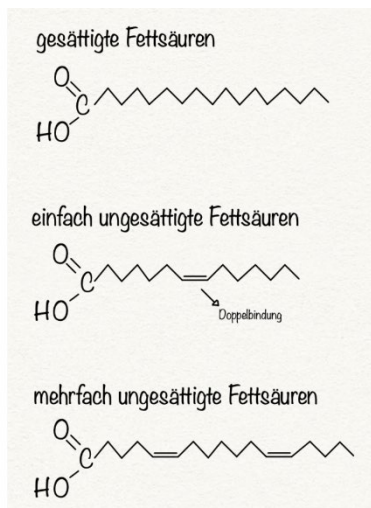 gesättigte Fettsäuren
O
C
HO
einfach ungesättigte Fettsäuren
O
C
HO
Doppelbindung
mehrfach ungesättigte Fettsäuren
O
C
HO